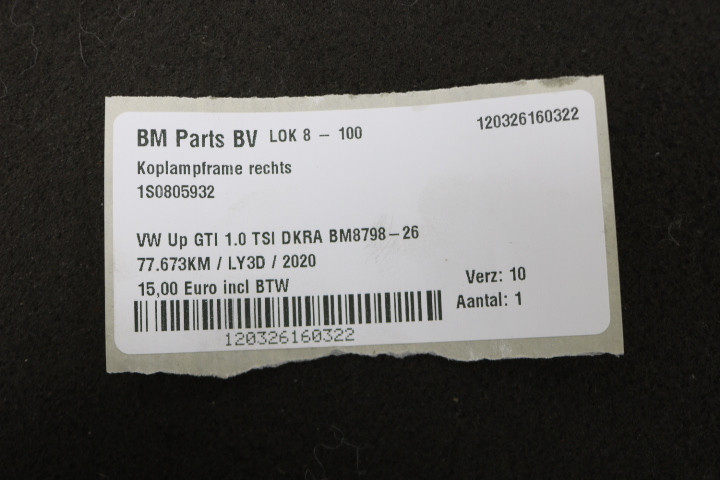 BM Parts BV LOK 8 - 100
120326160322
Koplampframe rechts
1S0805932
VW Up GTI 1.0 TSI DKRA BM8798-26
77.673KM / LY3D / 2020
15,00 Euro incl BTW
Verz: 10
Aantal: 1
120326160322